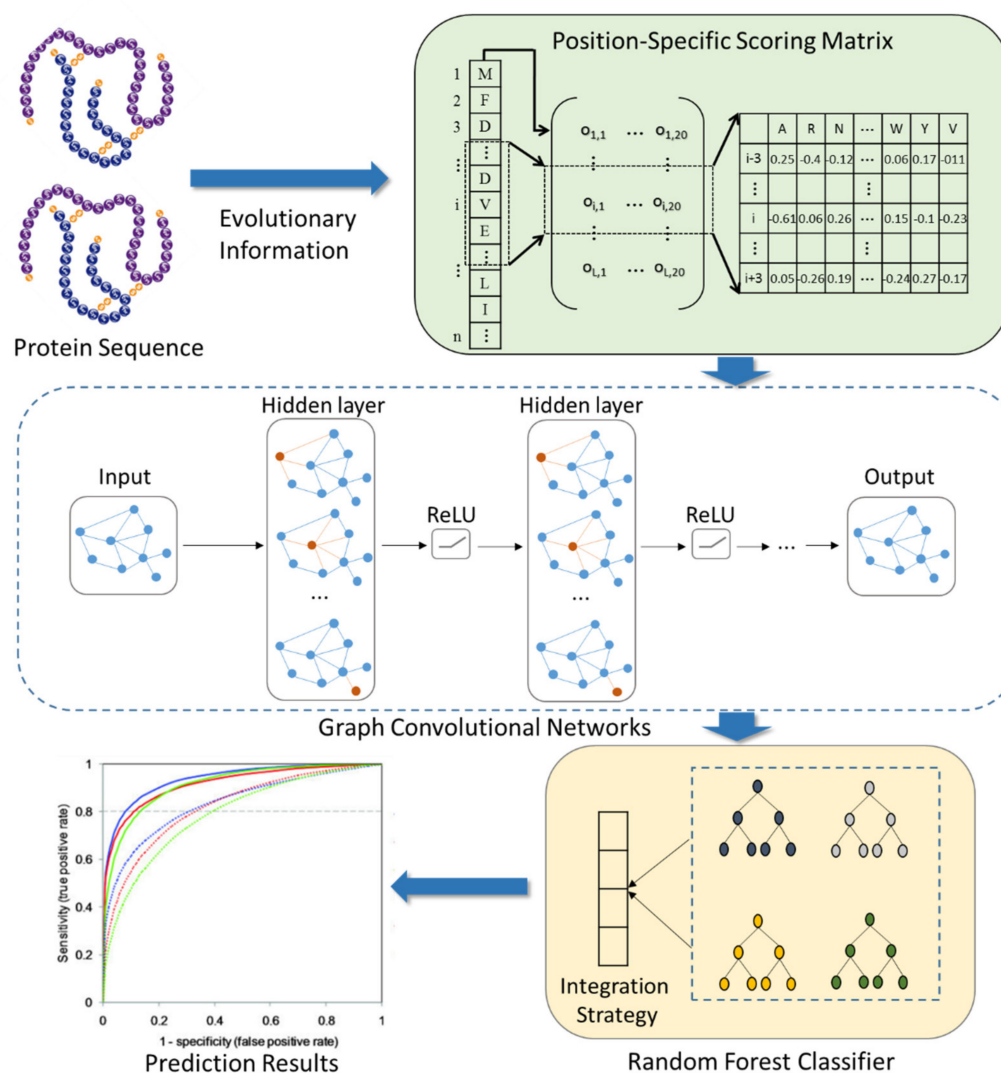 Position-Specific Scoring Matrix
1 M
2 F
3 D
⋮ ⋮
D
i V
E
⋮ ⋮
L
I
n ⋮
o1,1 ... o1,20
⋮ ⋮
oi,1 ... oi,20
⋮ ⋮
oL,1 ... oL,20
A R N ... W Y V
i-3 0.25 -0.4 -0.12 ... 0.06 0.17 -011
⋮ ⋮
i -0.61 0.06 0.26 ... 0.15 -0.1 -0.23
⋮ ⋮
i+3 0.05 -0.26 0.19 ... -0.24 0.27 -0.17
Evolutionary
Information
Protein Sequence
Hidden layer
Hidden layer
Input
Output
ReLU
ReLU
...
...
...
Graph Convolutional Networks
Sensitivity (true positive rate)
1
0.8
0.6
0.4
0.2
0
0 0.2 0.4 0.6 0.8 1
1 - specificity (false positive rate)
Prediction Results
Integration
Strategy
Random Forest Classifier